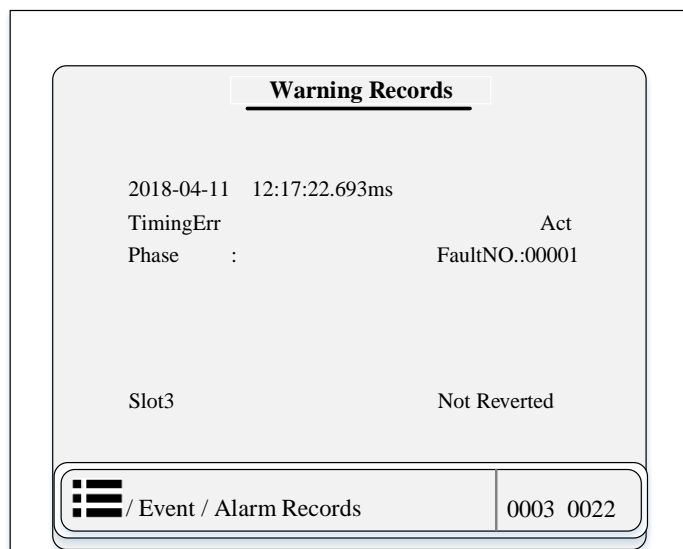 Warning Records
2018-04-11 12:17:22.693ms
TimingErr Act
Phase : FaultNO.:00001
Slot3 Not Reverted
/ Event / Alarm Records 0003 0022